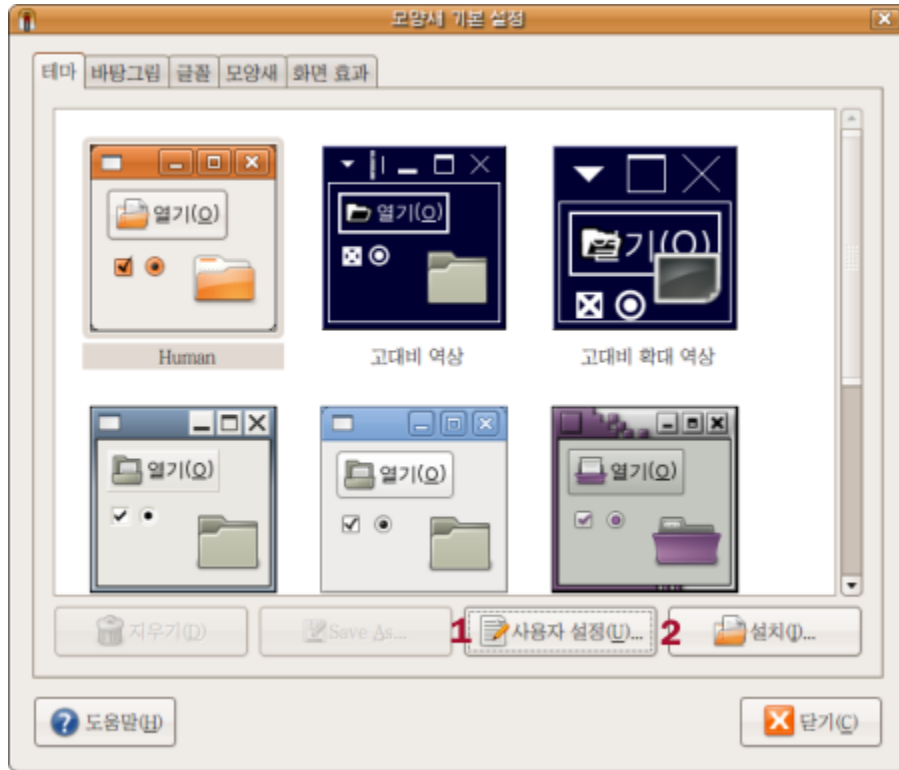 모양새 기본 설정
테마 바탕그림 글꼴 모양새 화면 효과
열기(O) 열기(O) 열기(O)
Human 고대비 역상 고대비 확대 역상
열기(O) 열기(O) 열기(O)
지우기(D) Save As... 1 사용자 설정(U)... 2 설치(I)...
도움말(H) 닫기(C)